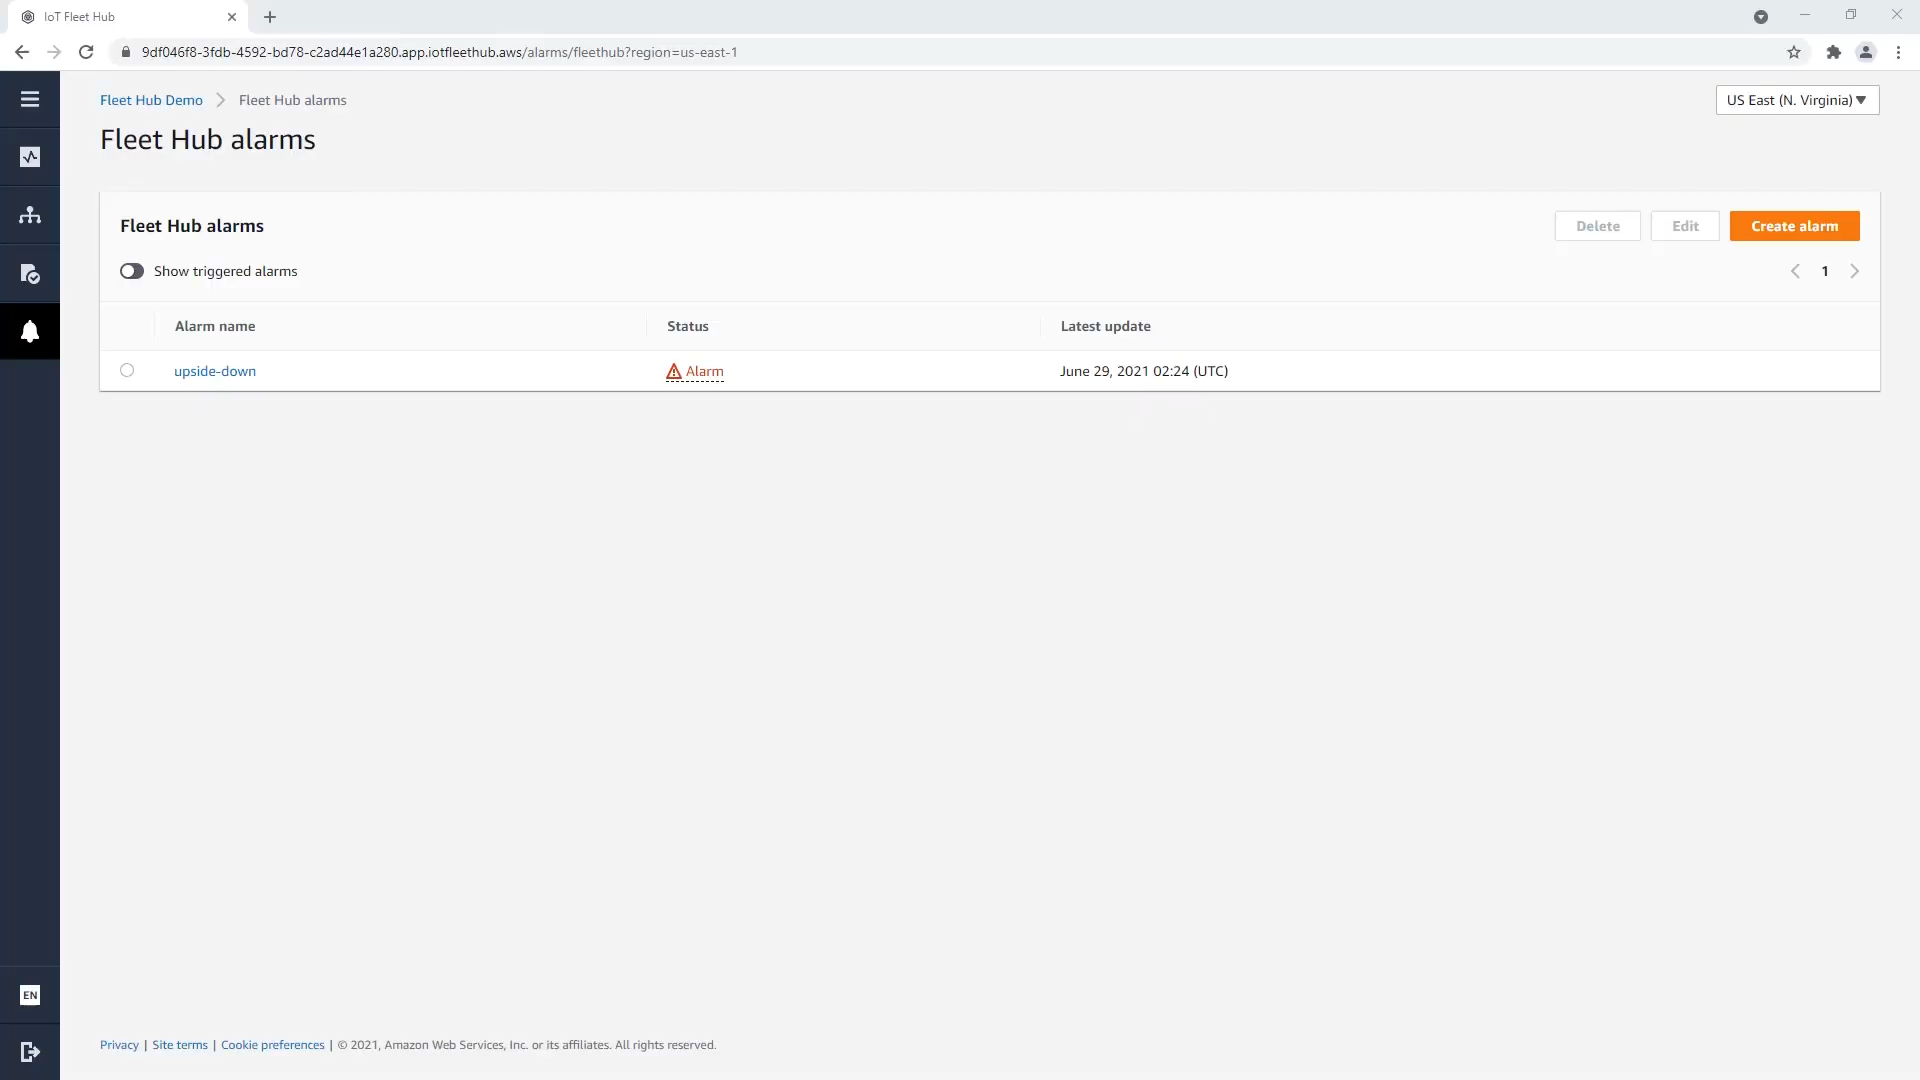 IoT Fleet Hub
9df046f8-3fdb-4592-bd78-c2ad44e1a280.app.iotfleethub.aws/alarms/fleethub?region=us-east-1
Fleet Hub Demo Fleet Hub alarms
US East (N. Virginia)
Fleet Hub alarms
Fleet Hub alarms
Delete Edit Create alarm
Show triggered alarms
1
Alarm name Status Latest update
upside-down Alarm June 29, 2021 02:24 (UTC)
EN
Privacy | Site terms | Cookie preferences | © 2021, Amazon Web Services, Inc. or its affiliates. All rights reserved.